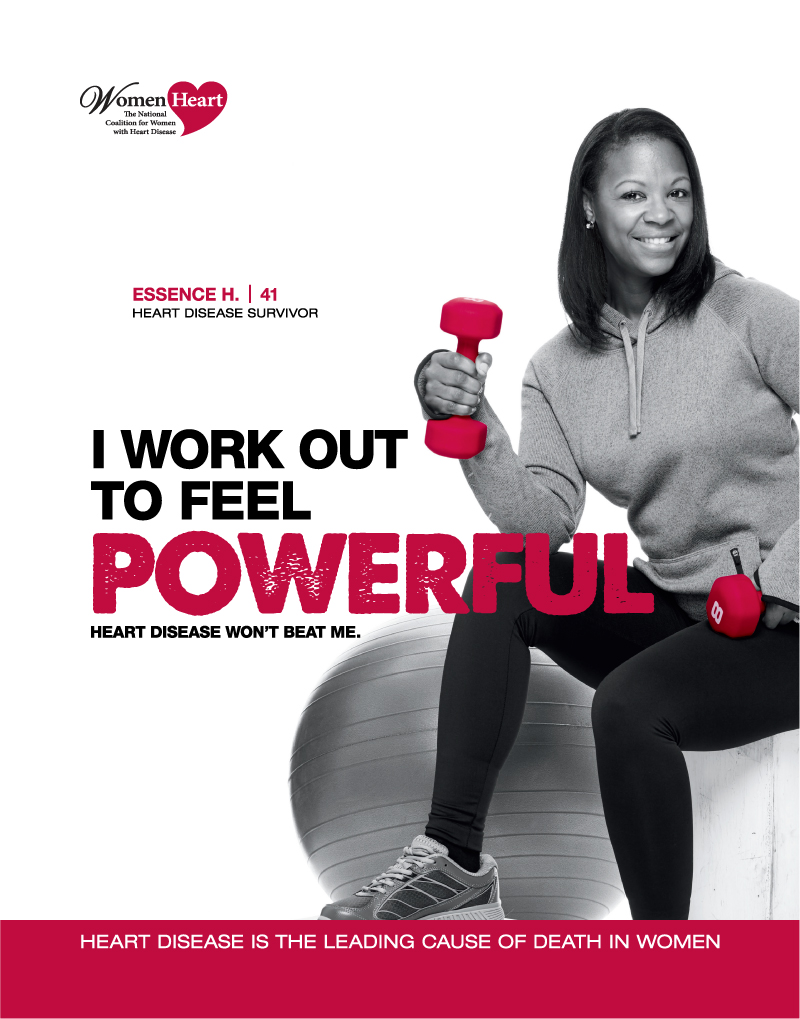 Women Heart
The National
Coalition for Women
with Heart Disease
ESSENCE H. | 41
HEART DISEASE SURVIVOR
I WORK OUT
TO FEEL
POWERFUL
HEART DISEASE WON'T BEAT ME.
8
HEART DISEASE IS THE LEADING CAUSE OF DEATH IN WOMEN